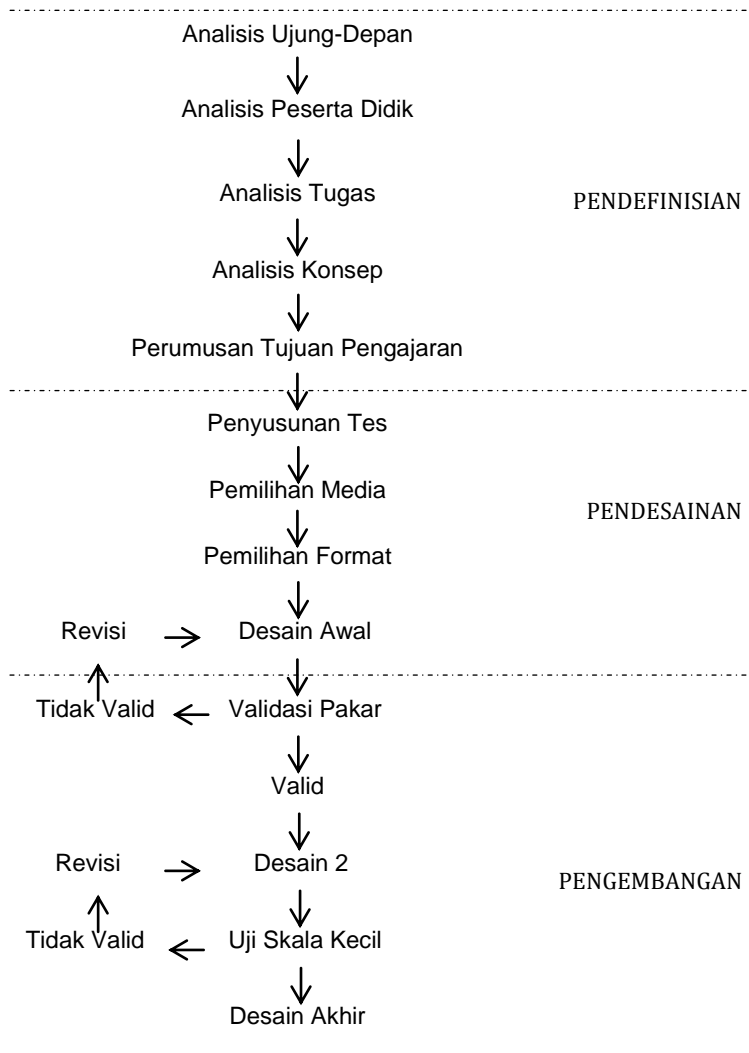 Analisis Ujung-Depan
Analisis Peserta Didik
Analisis Tugas
PENDEFINISIAN
Analisis Konsep
Perumusan Tujuan Pengajaran
Penyusunan Tes
Pemilihan Media
PENDESAINAN
Pemilihan Format
Revisi
Desain Awal
Tidak Valid
Validasi Pakar
Valid
Revisi
Desain 2
PENGEMBANGAN
Tidak Valid
Uji Skala Kecil
Desain Akhir